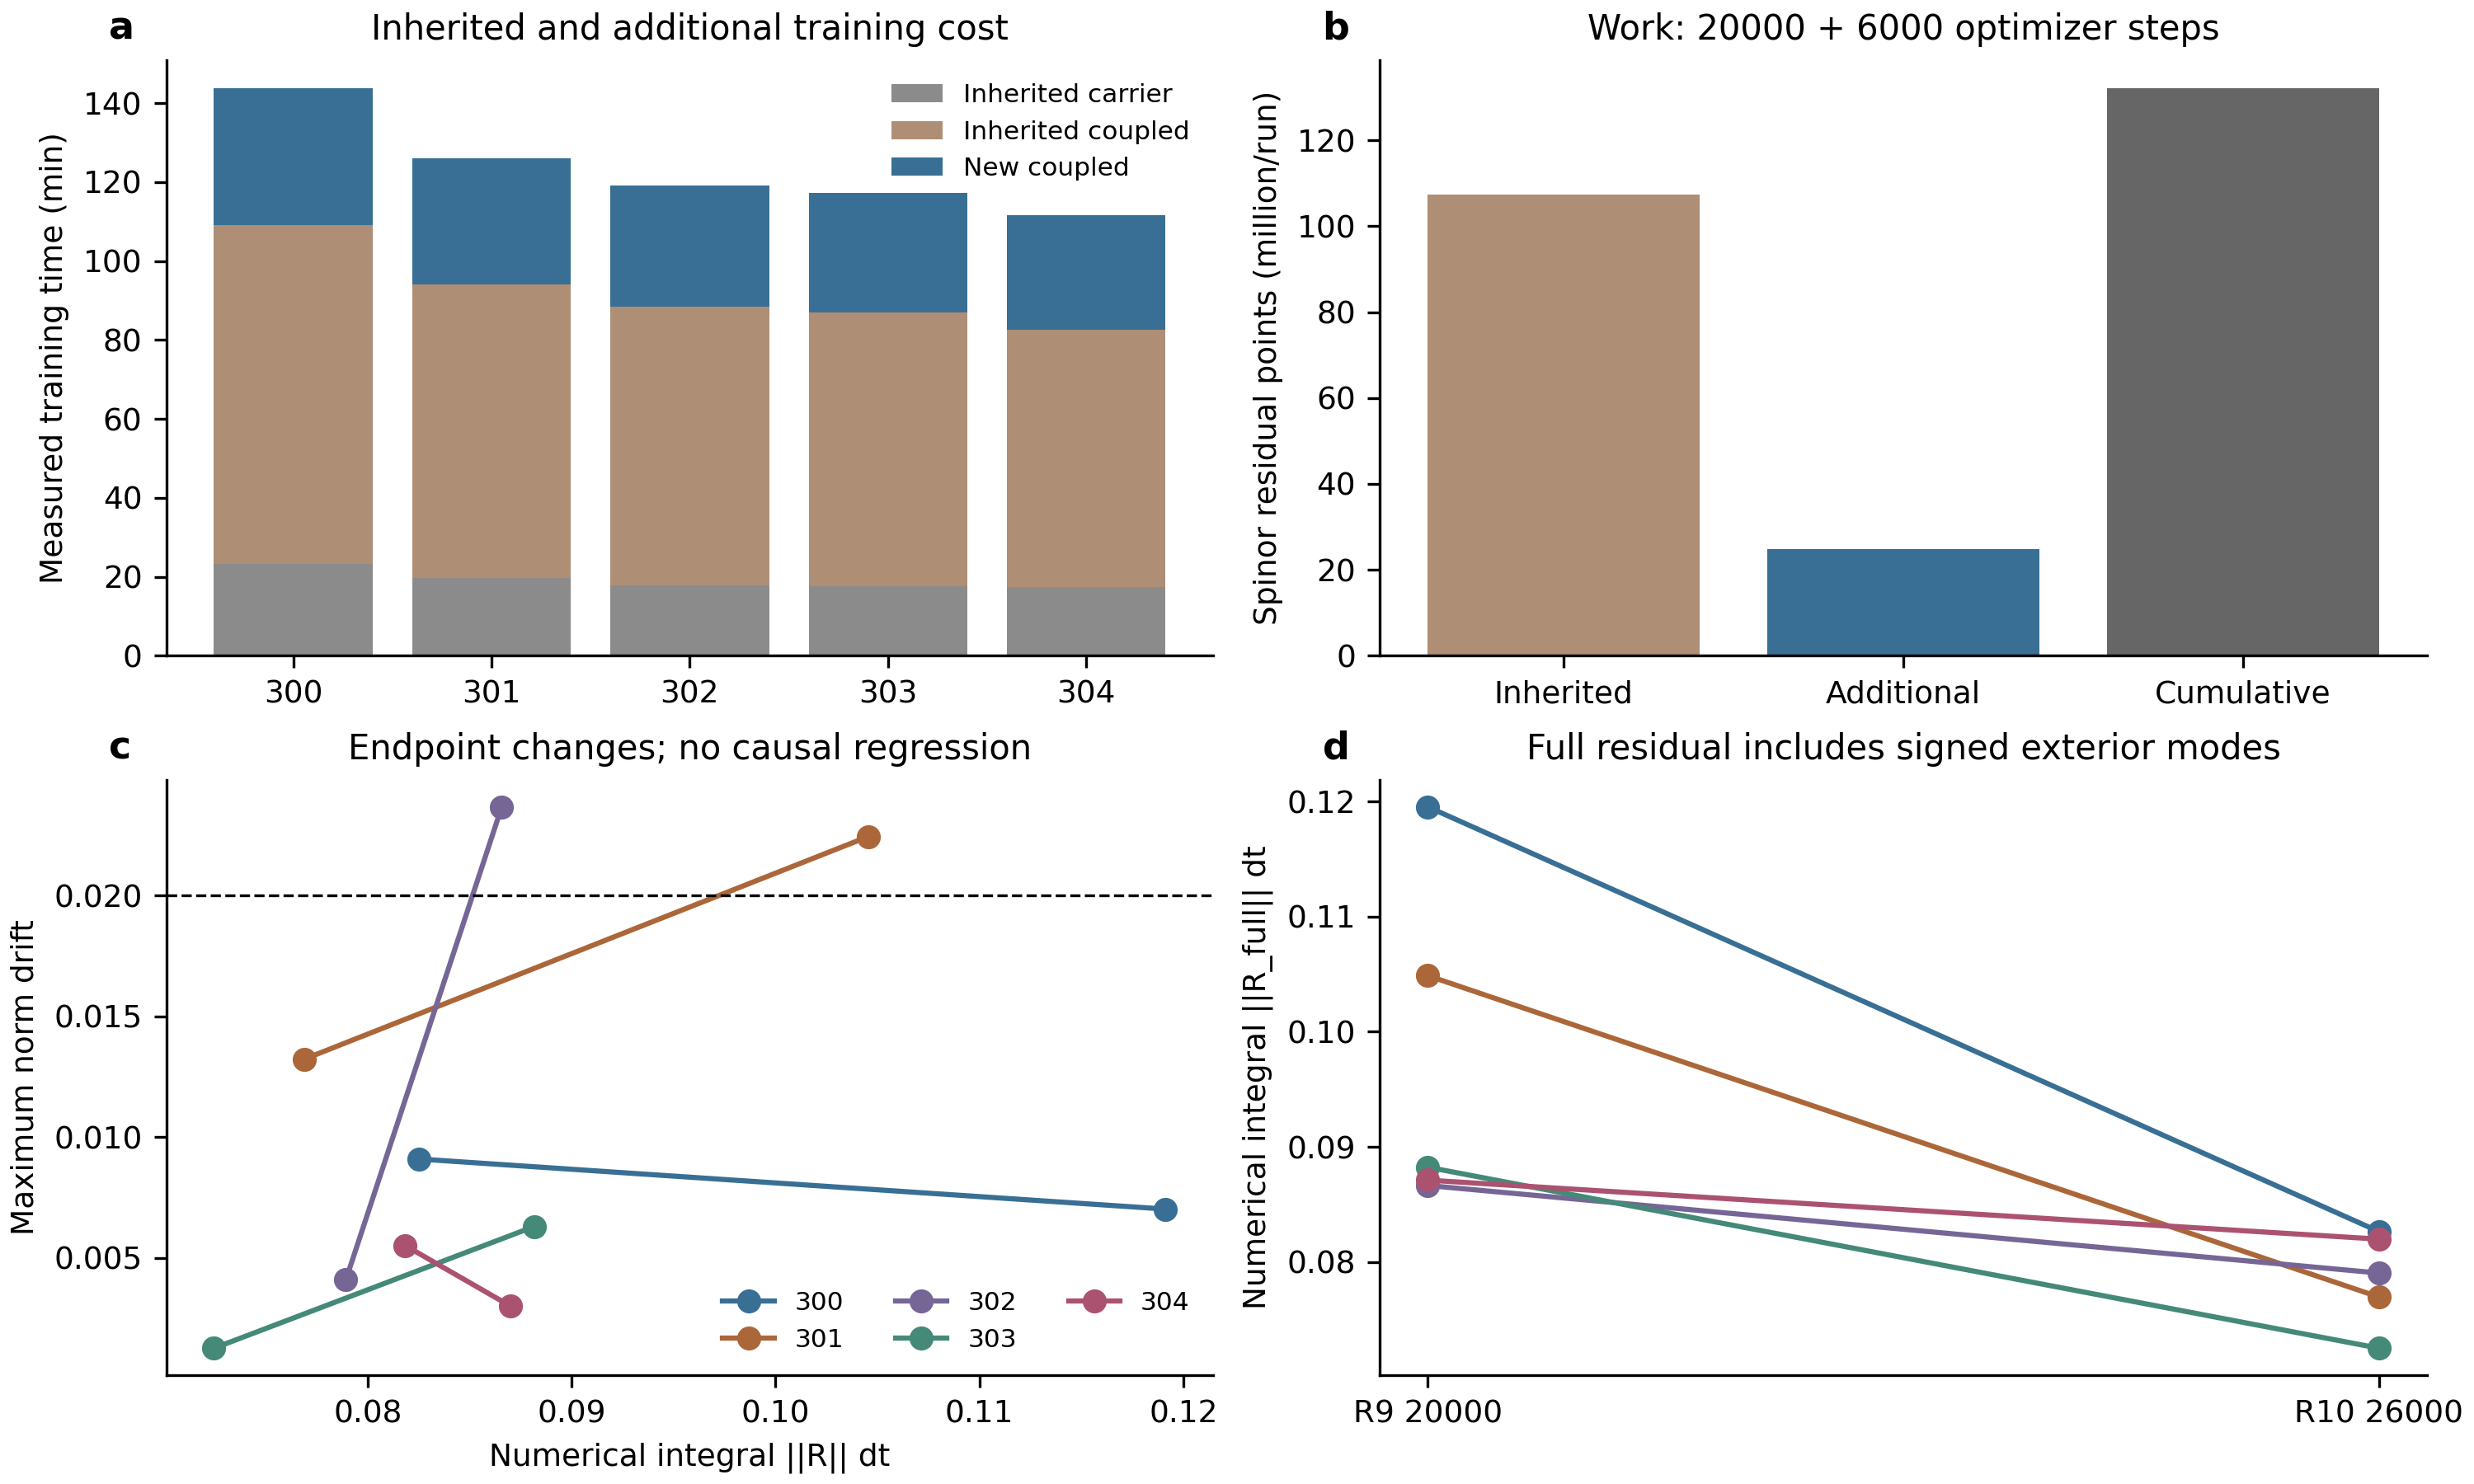 a
Inherited and additional training cost
Measured training time (min)
140
120
100
80
60
40
20
0
Inherited carrier
Inherited coupled
New coupled
300 301 302 303 304
b
Work: 20000 + 6000 optimizer steps
Spinor residual points (million/run)
120
100
80
60
40
20
0
Inherited Additional Cumulative
c
Endpoint changes; no causal regression
Maximum norm drift
0.020
0.015
0.010
0.005
300 302 304
301 303
0.08 0.09 0.10 0.11 0.12
Numerical integral ||R|| dt
d
Full residual includes signed exterior modes
Numerical integral ||R_full|| dt
0.12
0.11
0.10
0.09
0.08
R9 20000 R10 26000